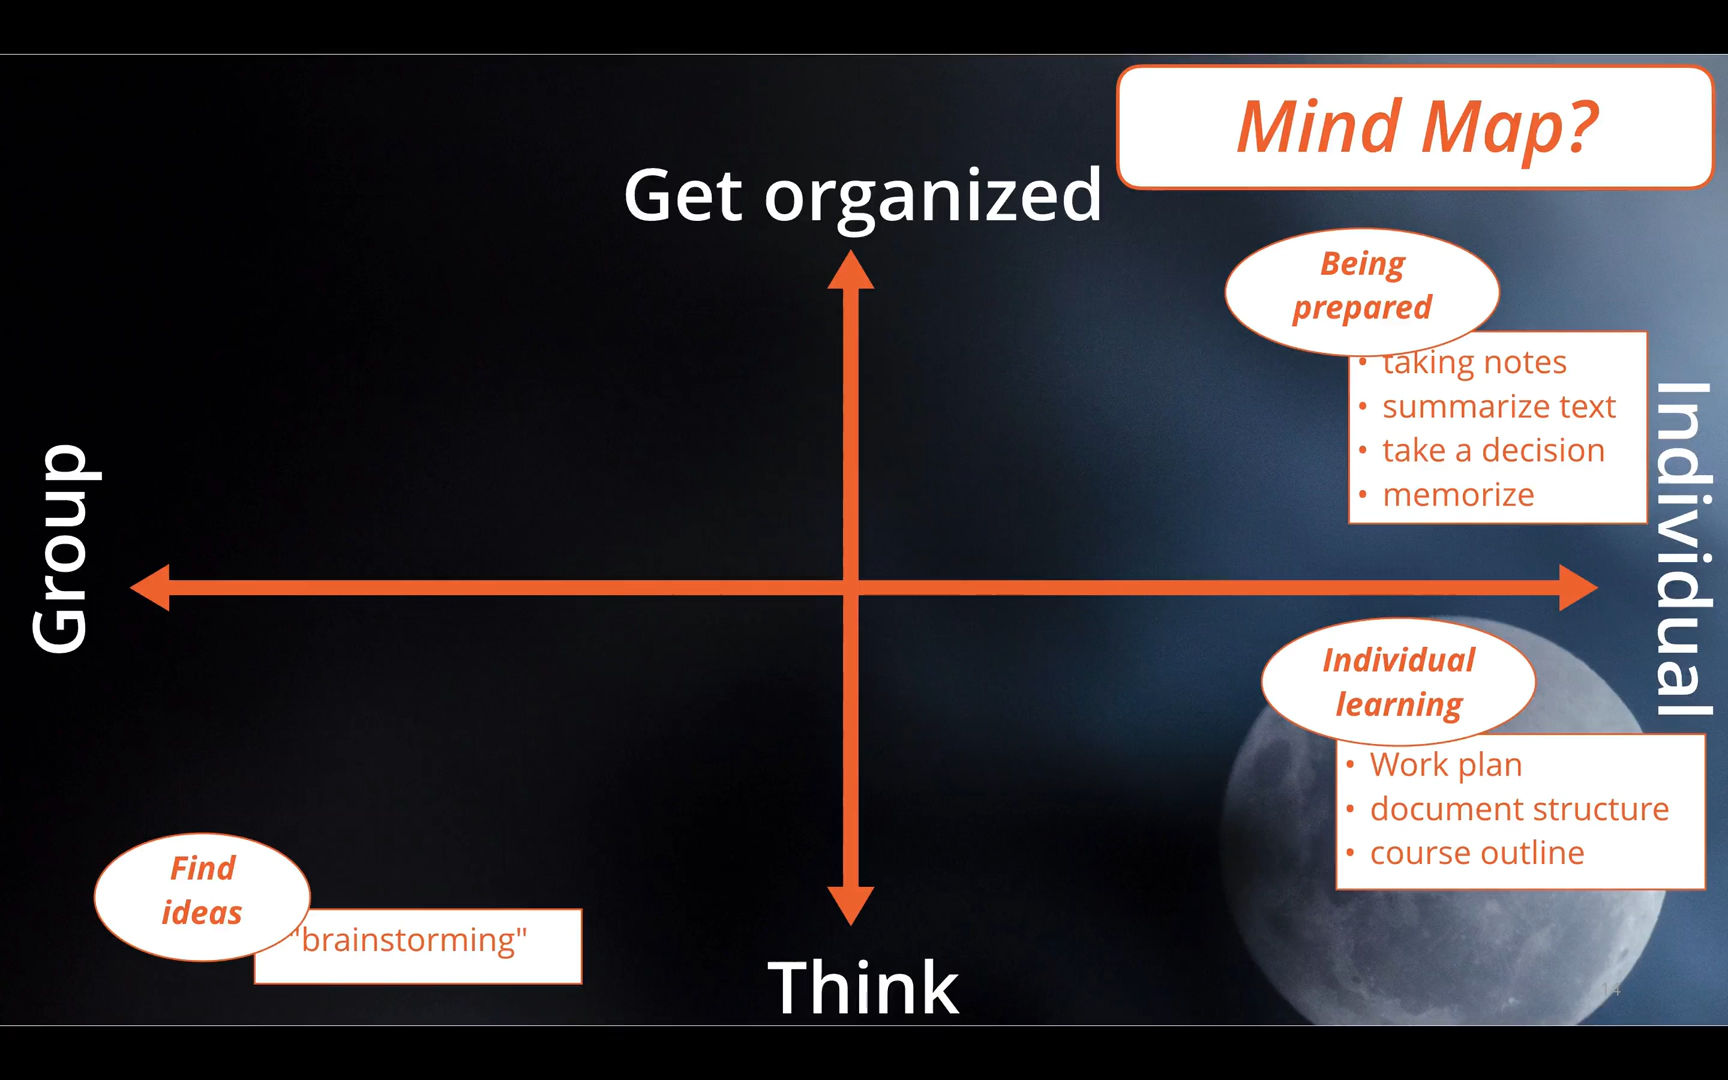 Mind Map?
Get organized
Being
prepared
• taking notes
• summarize text
• take a decision
• memorize
Group
Individual
Individual
learning
• Work plan
• document structure
• course outline
Find
ideas
"brainstorming"
Think
14